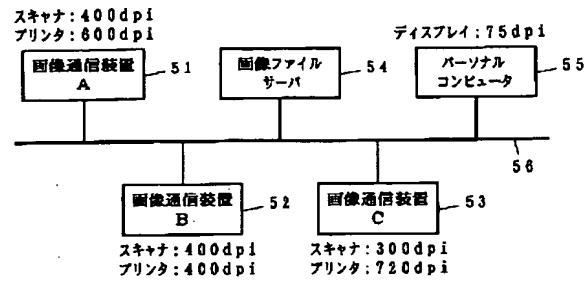 スキャナ:400dpi
プリンタ:600dpi
画像通信装置
A
51
画像ファイル
サーバ
54
ディスプレイ:75dpi
パーソナル
コンピュータ
55
56
画像通信装置
B
52
スキャナ:400dpi
プリンタ:400dpi
画像通信装置
C
53
スキャナ:300dpi
プリンタ:720dpi